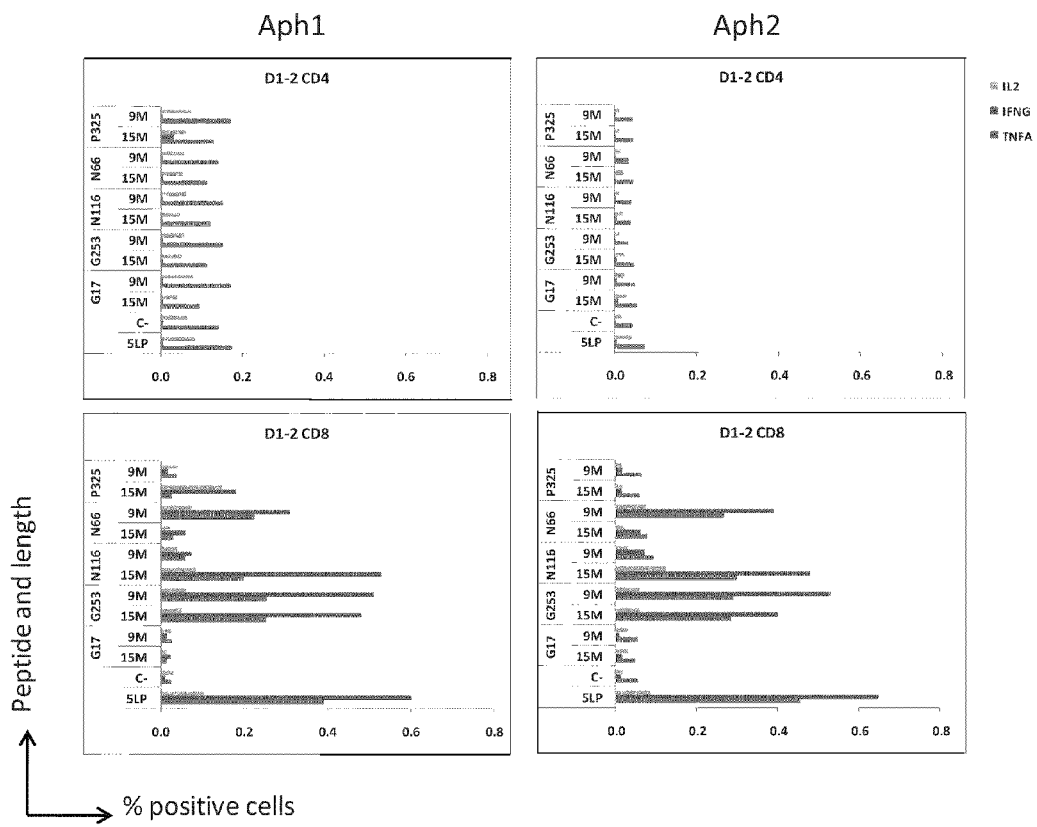 Aph1
Aph2
D1-2 CD4
P325
9M
15M
N66
9M
15M
N116
9M
15M
G253
9M
15M
G17
9M
15M
C-
5LP
0.0 0.2 0.4 0.6 0.8
D1-2 CD4
P325
9M
15M
N66
9M
15M
N116
9M
15M
G253
9M
15M
G17
9M
15M
C-
5LP
0.0 0.2 0.4 0.6 0.8
IL2
IFNG
TNFA
D1-2 CD8
P325
9M
15M
N66
9M
15M
N116
9M
15M
G253
9M
15M
G17
9M
15M
C-
5LP
0.0 0.2 0.4 0.6 0.8
D1-2 CD8
P325
9M
15M
N66
9M
15M
N116
9M
15M
G253
9M
15M
G17
9M
15M
C-
5LP
0.0 0.2 0.4 0.6 0.8
Peptide and length
% positive cells